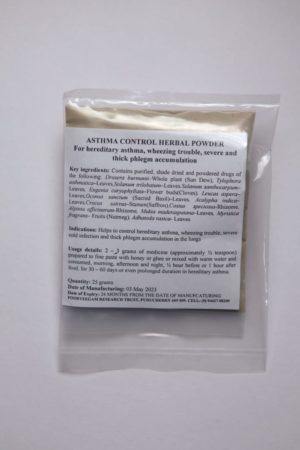 ASTHMA CONTROL HERBAL POWDER
For hereditary asthma, wheezing trouble, severe and
thick phlegm accumulation
Key ingredients: Contains purified, shade dried and powdered drugs of
the following. Drosera burmanii-Whole plant (Sun Dew), Tylophora
asthmatica-Leaves,Solanum trilobatum-Leaves,Solanum xanthocarpum-
Leaves, Eugenia caryophyllata-Flower buds(Cloves), Leucas aspera-
Leaves,Ocimum sanctum (Sacred Basil)-Leaves, Acalypha indica-
Leaves,Crocus sativus-Stamen(Saffron),Costus speciosus-Rhizome,
Alpinia officinarum-Rhizome, Mukia maderaspatana-Leaves, Myristica
fragrans- Fruits (Nutmeg), Adhatoda vasica- Leaves
Indications: Helps to control hereditary asthma, wheezing trouble, severe
cold infection and thick phlegm accumulation in the lungs
Usage details: 2 – 3 grams of medicine (approximately ½ teaspoon)
prepared to fine paste with honey or ghee or mixed with warm water and
consumed, morning, afternoon and night, ½ hour before or 1 hour after
food, for 30 – 60 days or even prolonged duration in hereditary asthma.
Quantity: 25 grams
Date of Manufacturing: 03 May 2023
Date of Expiry: 24 MONTHS FROM THE DATE OF MANUFACTURING
RESEARCH TRUST, PUDUCHERRY